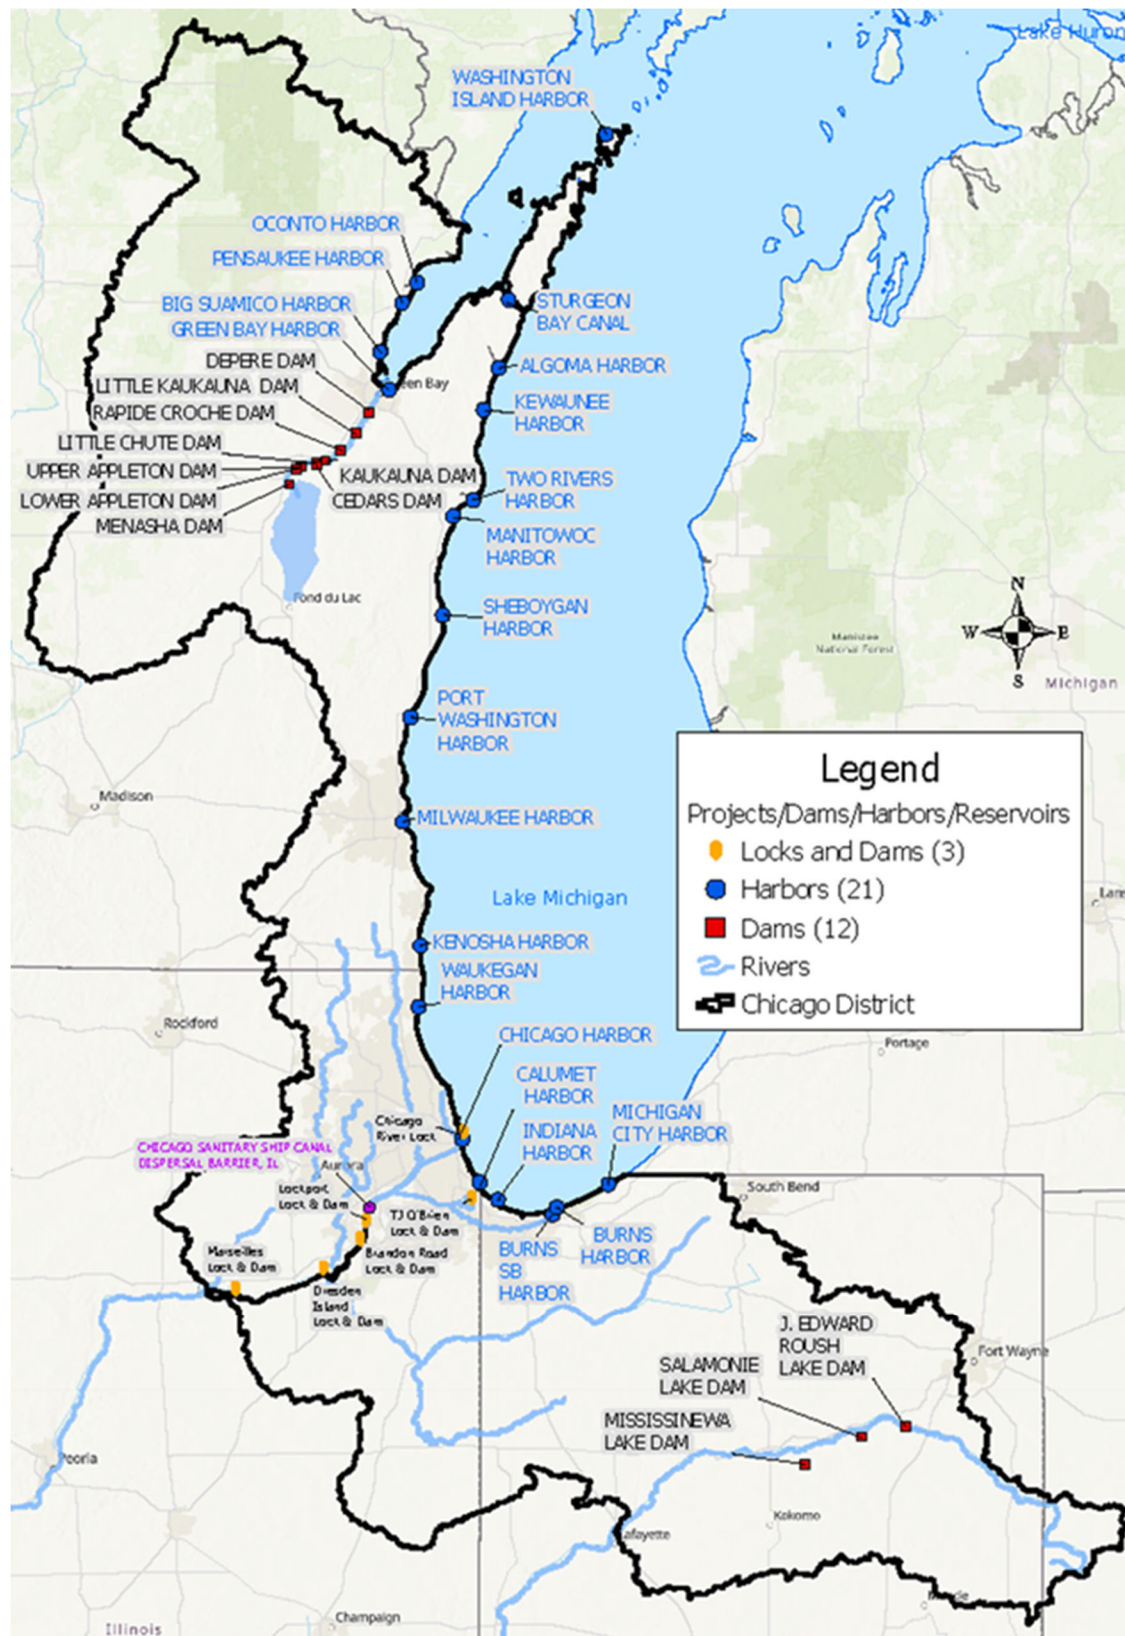 Lake Huron
WASHINGTON
ISLAND HARBOR
OCONTO HARBOR
PENSAUKEE HARBOR
BIG SUAMICO HARBOR
GREEN BAY HARBOR
STURGEON
BAY CANAL
DEPERE DAM
ALGOMA HARBOR
een Bay
LITTLE KAUKAUNA DAM
RAPIDE CROCHE DAM
KEWAUNEE
HARBOR
LITTLE CHUTE DAM
UPPER APPLETON DAM
KAUKAUNA DAM
TWO RIVERS
HARBOR
LOWER APPLETON DAM
CEDARS DAM
MENASHA DAM
MANITOWOC
HARBOR
Fond du Lac
SHEBOYGAN
HARBOR
N
W
E
S
Manistee
National Forest
Michigan
PORT
WASHINGTON
HARBOR
Madison
MILWAUKEE HARBOR
Legend
Projects/Dams/Harbors/Reservoirs
Locks and Dams (3)
Harbors (21)
Dams (12)
Rivers
Chicago District
Lake Michigan
Lans
KENOSHA HARBOR
WAUKEGAN
HARBOR
Rockford
Portage
CHICAGO HARBOR
CALUMET
HARBOR
MICHIGAN
CITY HARBOR
Chicago
River Lock
INDIANA
HARBOR
CHICAGO SANITARY SHIP CANAL
DISPERSAL BARRIER, IL
Aurora
Lockport
Lock & Dam
South Bend
TJ O'Brien
Lock & Dam
BURNS
HARBOR
BURNS
SB
HARBOR
Brandon Road
Lock & Dam
Marseilles
Lock & Dam
Dresden
Island
Lock & Dam
J. EDWARD
ROUSH
LAKE DAM
Fort Wayne
SALAMONIE
LAKE DAM
MISSISSINEWA
LAKE DAM
Peoria
Kokomo
afayette
Champaign
Illinois